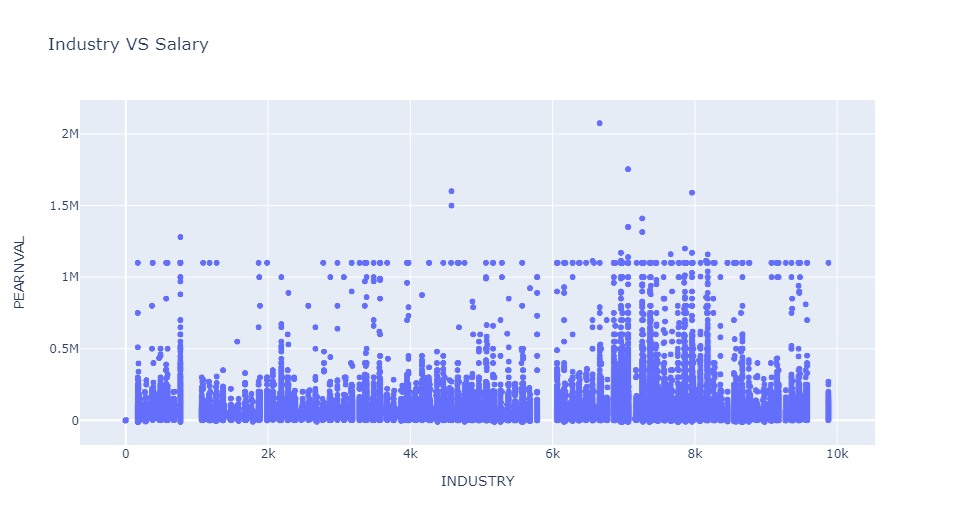 Industry VS Salary
PEARNVAL
2M
1.5M
1M
0.5M
0
0
2k
4k
6k
8k
10k
INDUSTRY